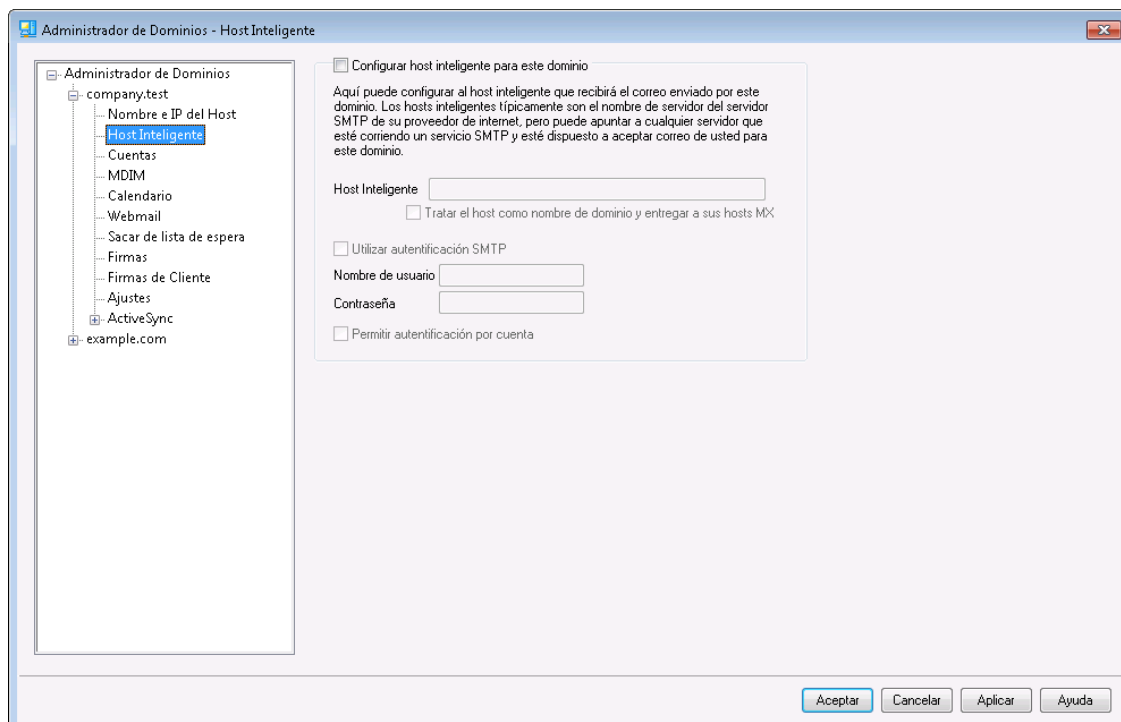 Administrador de Dominios - Host Inteligente
Administrador de Dominios
company.test
Nombre e IP del Host
Host Inteligente
Cuentas
MDIM
Calendario
Webmail
Sacar de lista de espera
Firmas
Firmas de Cliente
Ajustes
ActiveSync
example.com
Configurar host inteligente para este dominio
Aquí puede configurar al host inteligente que recibirá el correo enviado por este
dominio. Los hosts inteligentes típicamente son el nombre de servidor del servidor
SMTP de su proveedor de internet, pero puede apuntar a cualquier servidor que
esté corriendo un servicio SMTP y esté dispuesto a aceptar correo de usted para
este dominio.
Host Inteligente
Tratar el host como nombre de dominio y entregar a sus hosts MX
Utilizar autentificación SMTP
Nombre de usuario
Contraseña
Permitir autentificación por cuenta
Aceptar
Cancelar
Aplicar
Ayuda